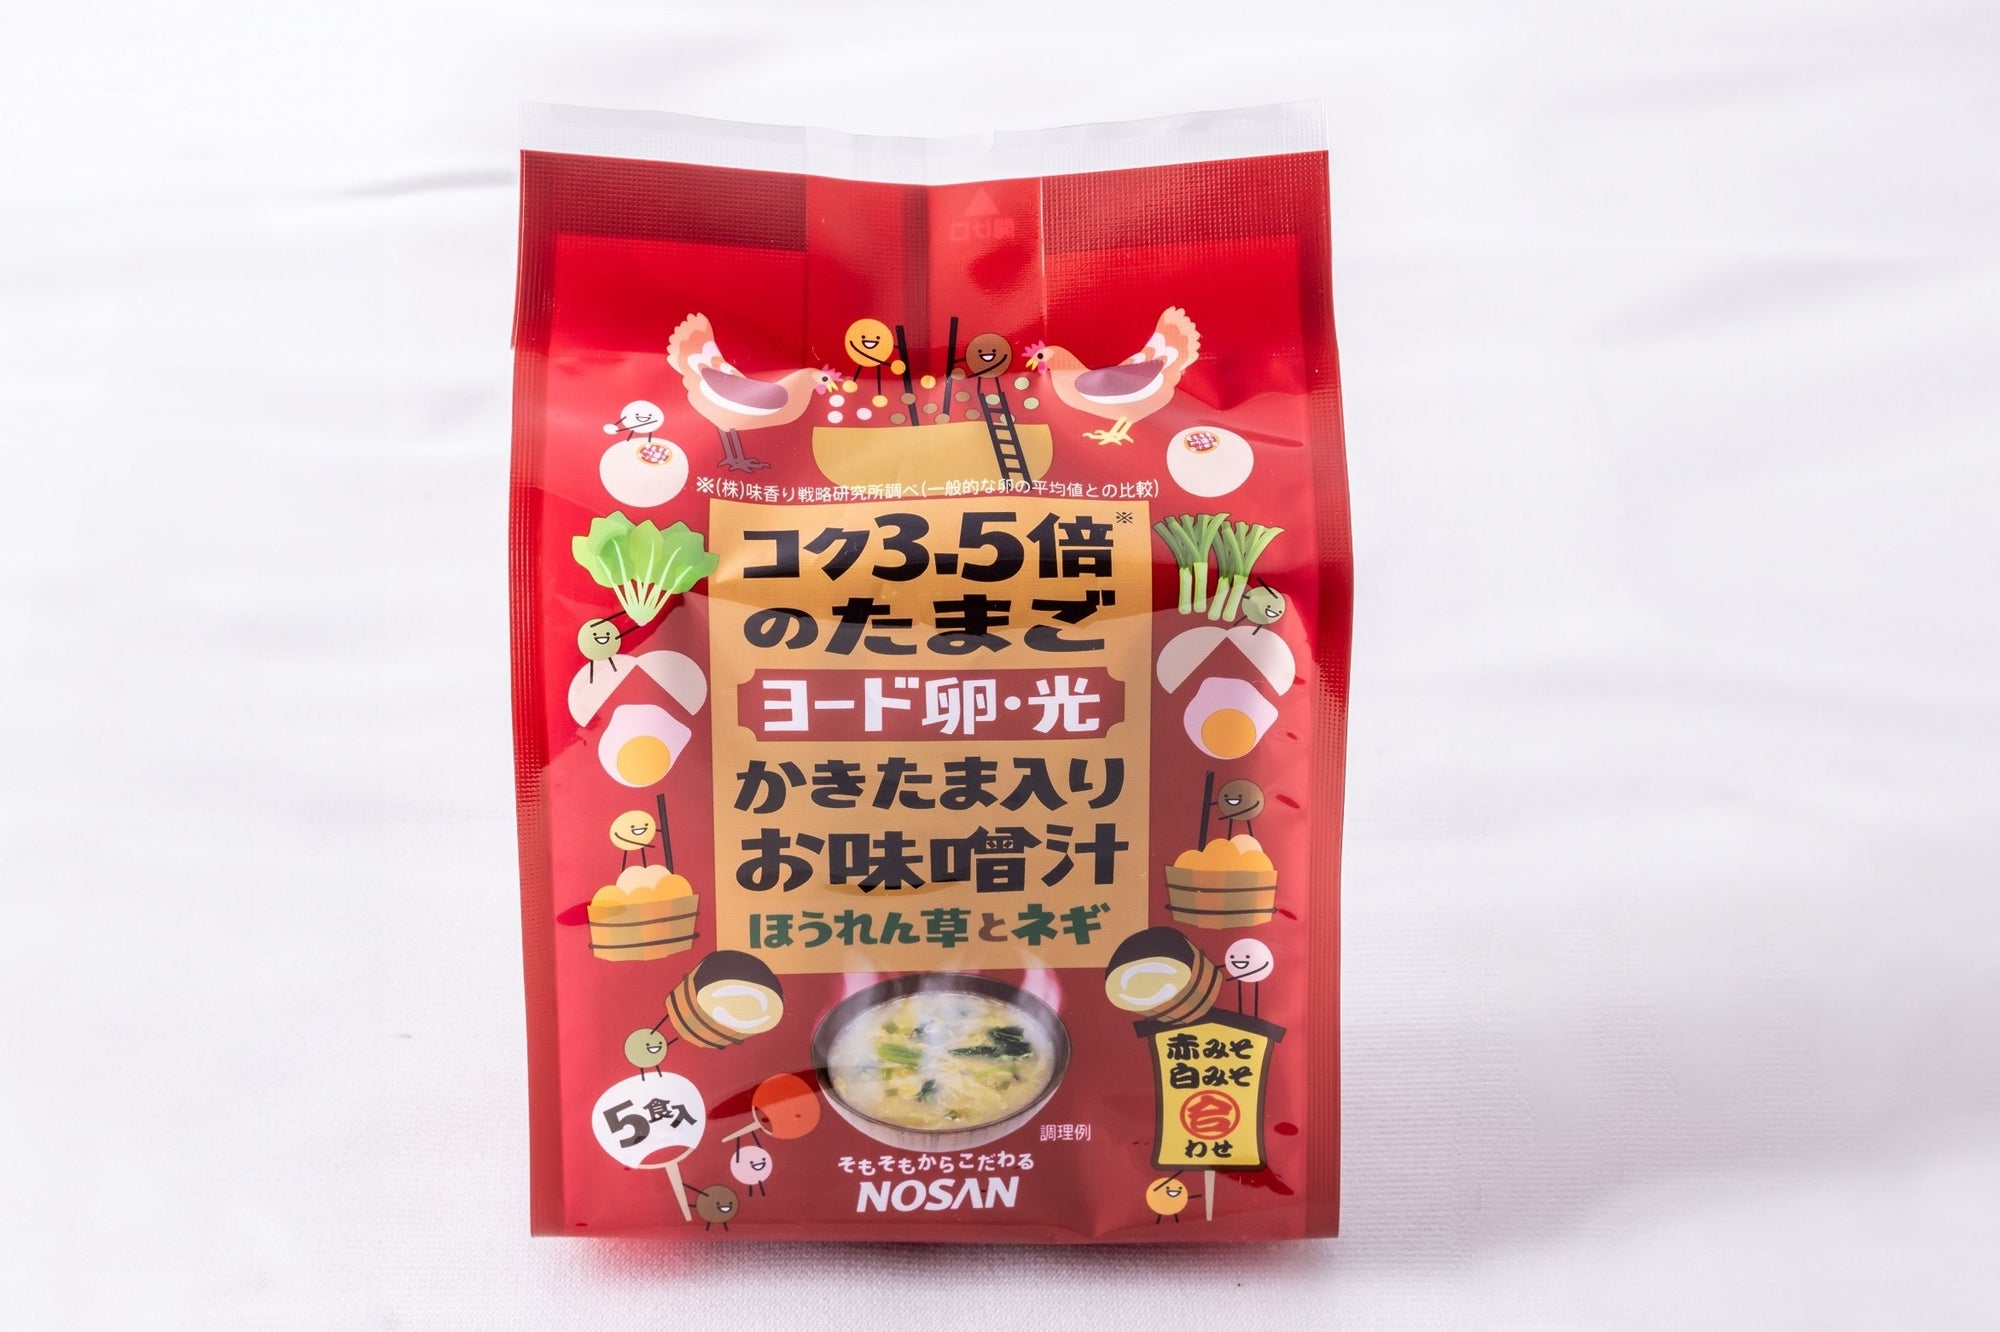 ※(株)味香り戦略研究所調べ(一般的な卵の平均値との比較)
コク3.5倍※
のたまご
ヨード卵・光
かきたま入り
お味噌汁
ほうれん草とネギ
赤みそ
白みそ
合
わせ
5食入
調理例
そもそもからこだわる
NOSAN